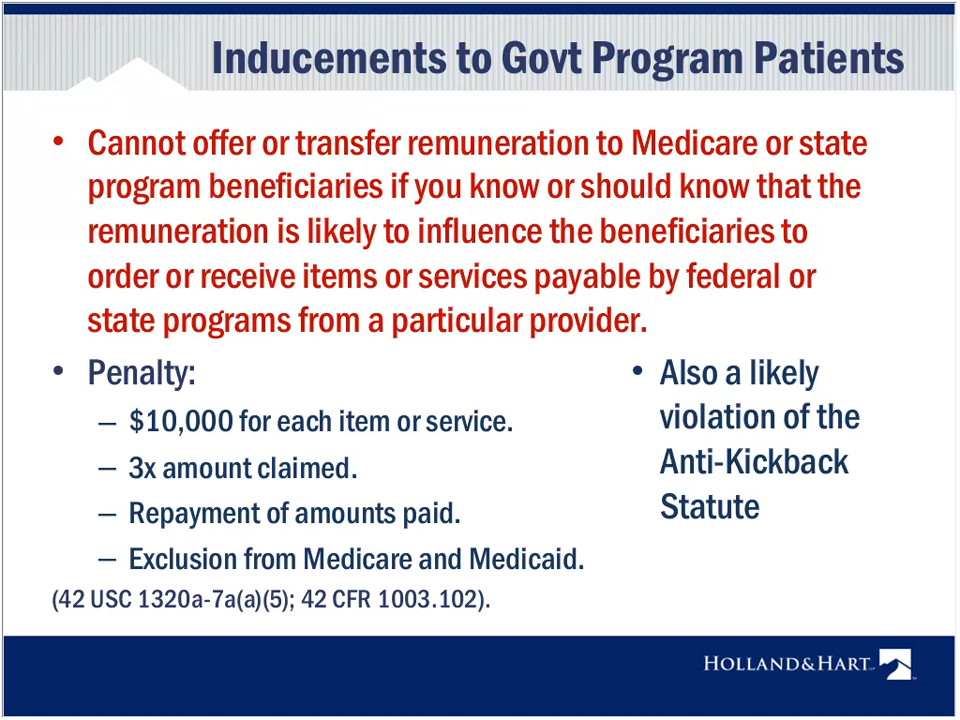 Inducements to Govt Program Patients
• Cannot offer or transfer remuneration to Medicare or state
program beneficiaries if you know or should know that the
remuneration is likely to influence the beneficiaries to
order or receive items or services payable by federal or
state programs from a particular provider.
• Penalty:
– $10,000 for each item or service.
– 3x amount claimed.
– Repayment of amounts paid.
– Exclusion from Medicare and Medicaid.
• Also a likely
violation of the
Anti-Kickback
Statute
(42 USC 1320a-7a(a)(5); 42 CFR 1003.102).
HOLLAND&HART